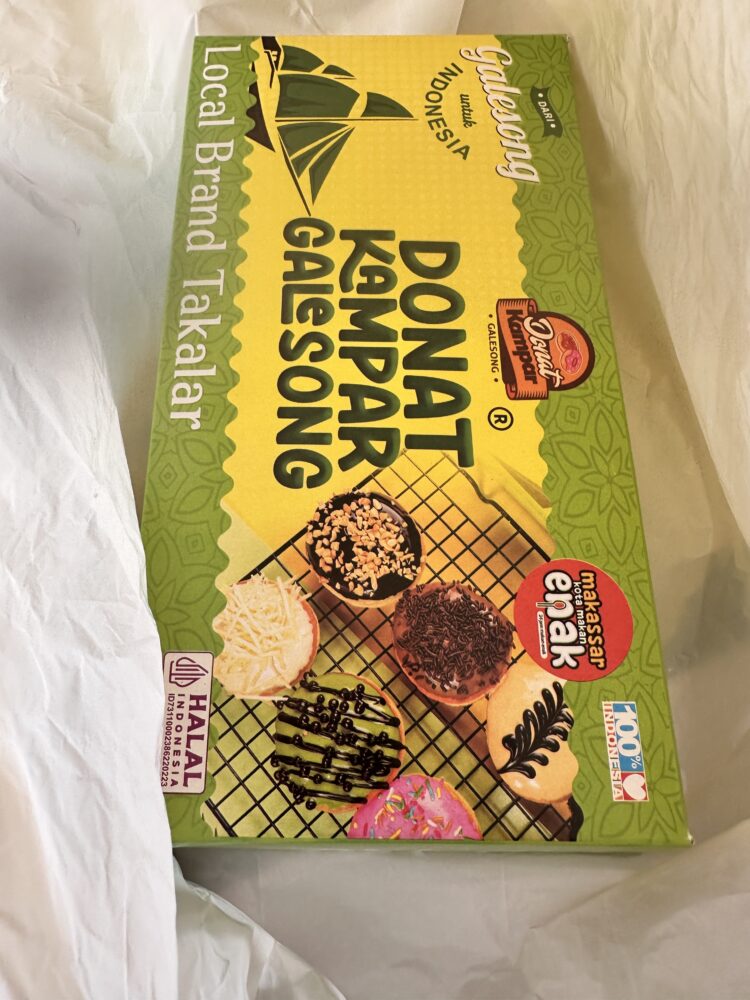 DARI
Galesong
untuk
INDONESIA
Donat
Kampar
GALESONG
DONAT
KAMPAR
GALESONG
®
Local Brand Takalar
makassar
kota makan
enak
100%
INDONESIA
HALAL
INDONESIA
ID73110002386220223